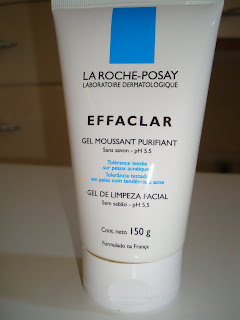 LA ROCHE-POSAY
LABORATOIRE DERMATOLOGIQUE
EFFACLAR
GEL MOUSSANT PURIFIANT
Sans savon - pH 5.5
Tolérance testée
sur peaux acnéiques
Tolerância testada
em peles com tendência a acne
GEL DE LIMPEZA FACIAL
Sem sabão - pH 5.5
Cont. neto 150 g
Formulado na França